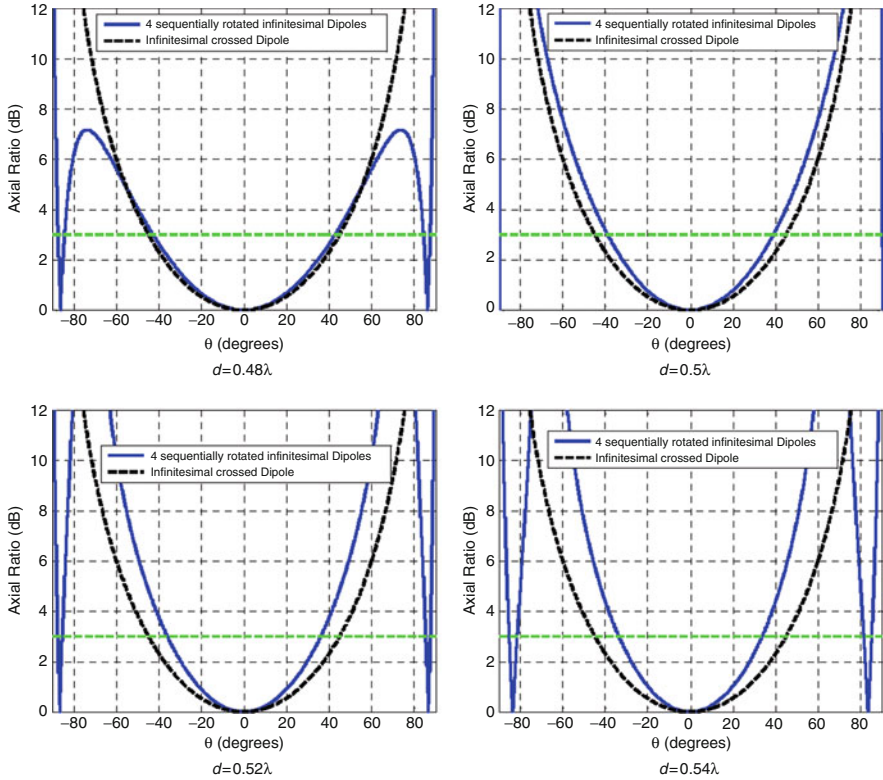 12
10
8
6
4
2
0
Axial Ratio (dB)
4 sequentially rotated infinitesimal Dipoles
Infinitesimal crossed Dipole
−80 −60 −40 −20 0 20 40 60 80
θ (degrees)
d=0.48λ
12
10
8
6
4
2
0
Axial Ratio (dB)
4 sequentially rotated infinitesimal Dipoles
Infinitesimal crossed Dipole
−80 −60 −40 −20 0 20 40 60 80
θ (degrees)
d=0.5λ
12
10
8
6
4
2
0
Axial Ratio (dB)
4 sequentially rotated infinitesimal Dipoles
Infinitesimal crossed Dipole
−80 −60 −40 −20 0 20 40 60 80
θ (degrees)
d=0.52λ
12
10
8
6
4
2
0
Axial Ratio (dB)
4 sequentially rotated infinitesimal Dipoles
Infinitesimal crossed Dipole
−80 −60 −40 −20 0 20 40 60 80
θ (degrees)
d=0.54λ